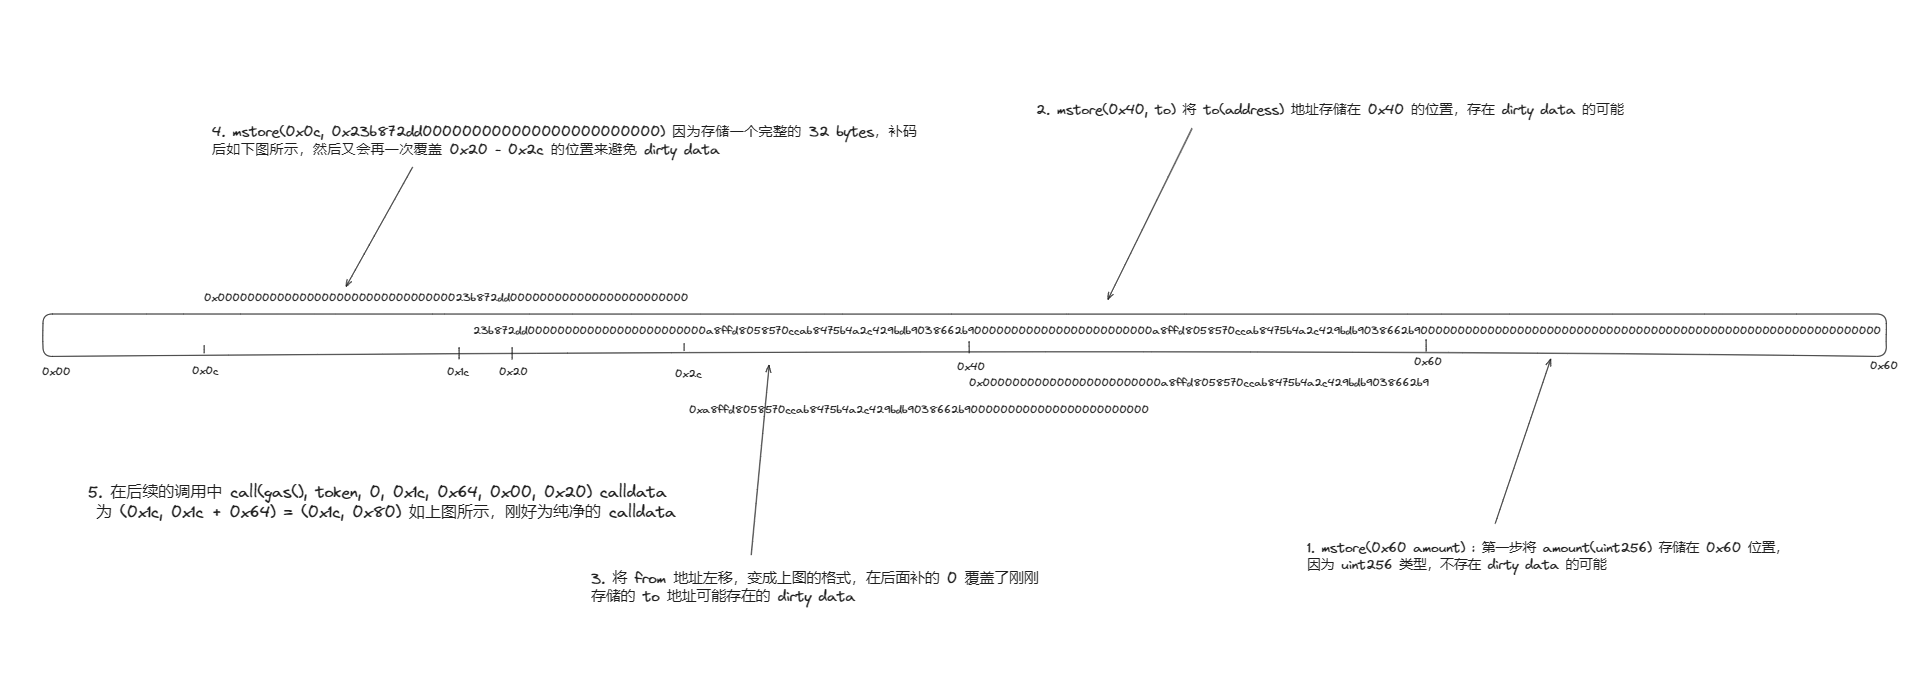 2. mstore(0x40, to) 将 to(address) 地址存储在 0x40 的位置，存在 dirty data 的可能
4. mstore(0x0c, 0x23b872dd000000000000000000000000) 因为存储一个完整的 32 bytes，补码
后如下图所示，然后又会再一次覆盖 0x20 - 0x2c 的位置来避免 dirty data
0x0000000000000000000000000000000023b872dd000000000000000000000000
23b872dd000000000000000000000000a8ffd8058570ccab8475b4a2c429bdb9038662b9000000000000000000000000a8ffd8058570ccab8475b4a2c429bdb9038662b90000000000000000000000000000000000000000000000000000000000000000
0x00 0x0c 0x1c 0x20 0x2c 0x40 0x60 0x60
0x000000000000000000000000a8ffd8058570ccab8475b4a2c429bdb9038662b9
0xa8ffd8058570ccab8475b4a2c429bdb9038662b9000000000000000000000000
5. 在后续的调用中 call(gas(), token, 0, 0x1c, 0x64, 0x00, 0x20) calldata
为 (0x1c, 0x1c + 0x64) = (0x1c, 0x80) 如上图所示，刚好为纯净的 calldata
1. mstore(0x60 amount) : 第一步将 amount(uint256) 存储在 0x60 位置，
因为 uint256 类型，不存在 dirty data 的可能
3. 将 from 地址左移，变成上图的格式，在后面补的 0 覆盖了刚刚
存储的 to 地址可能存在的 dirty data